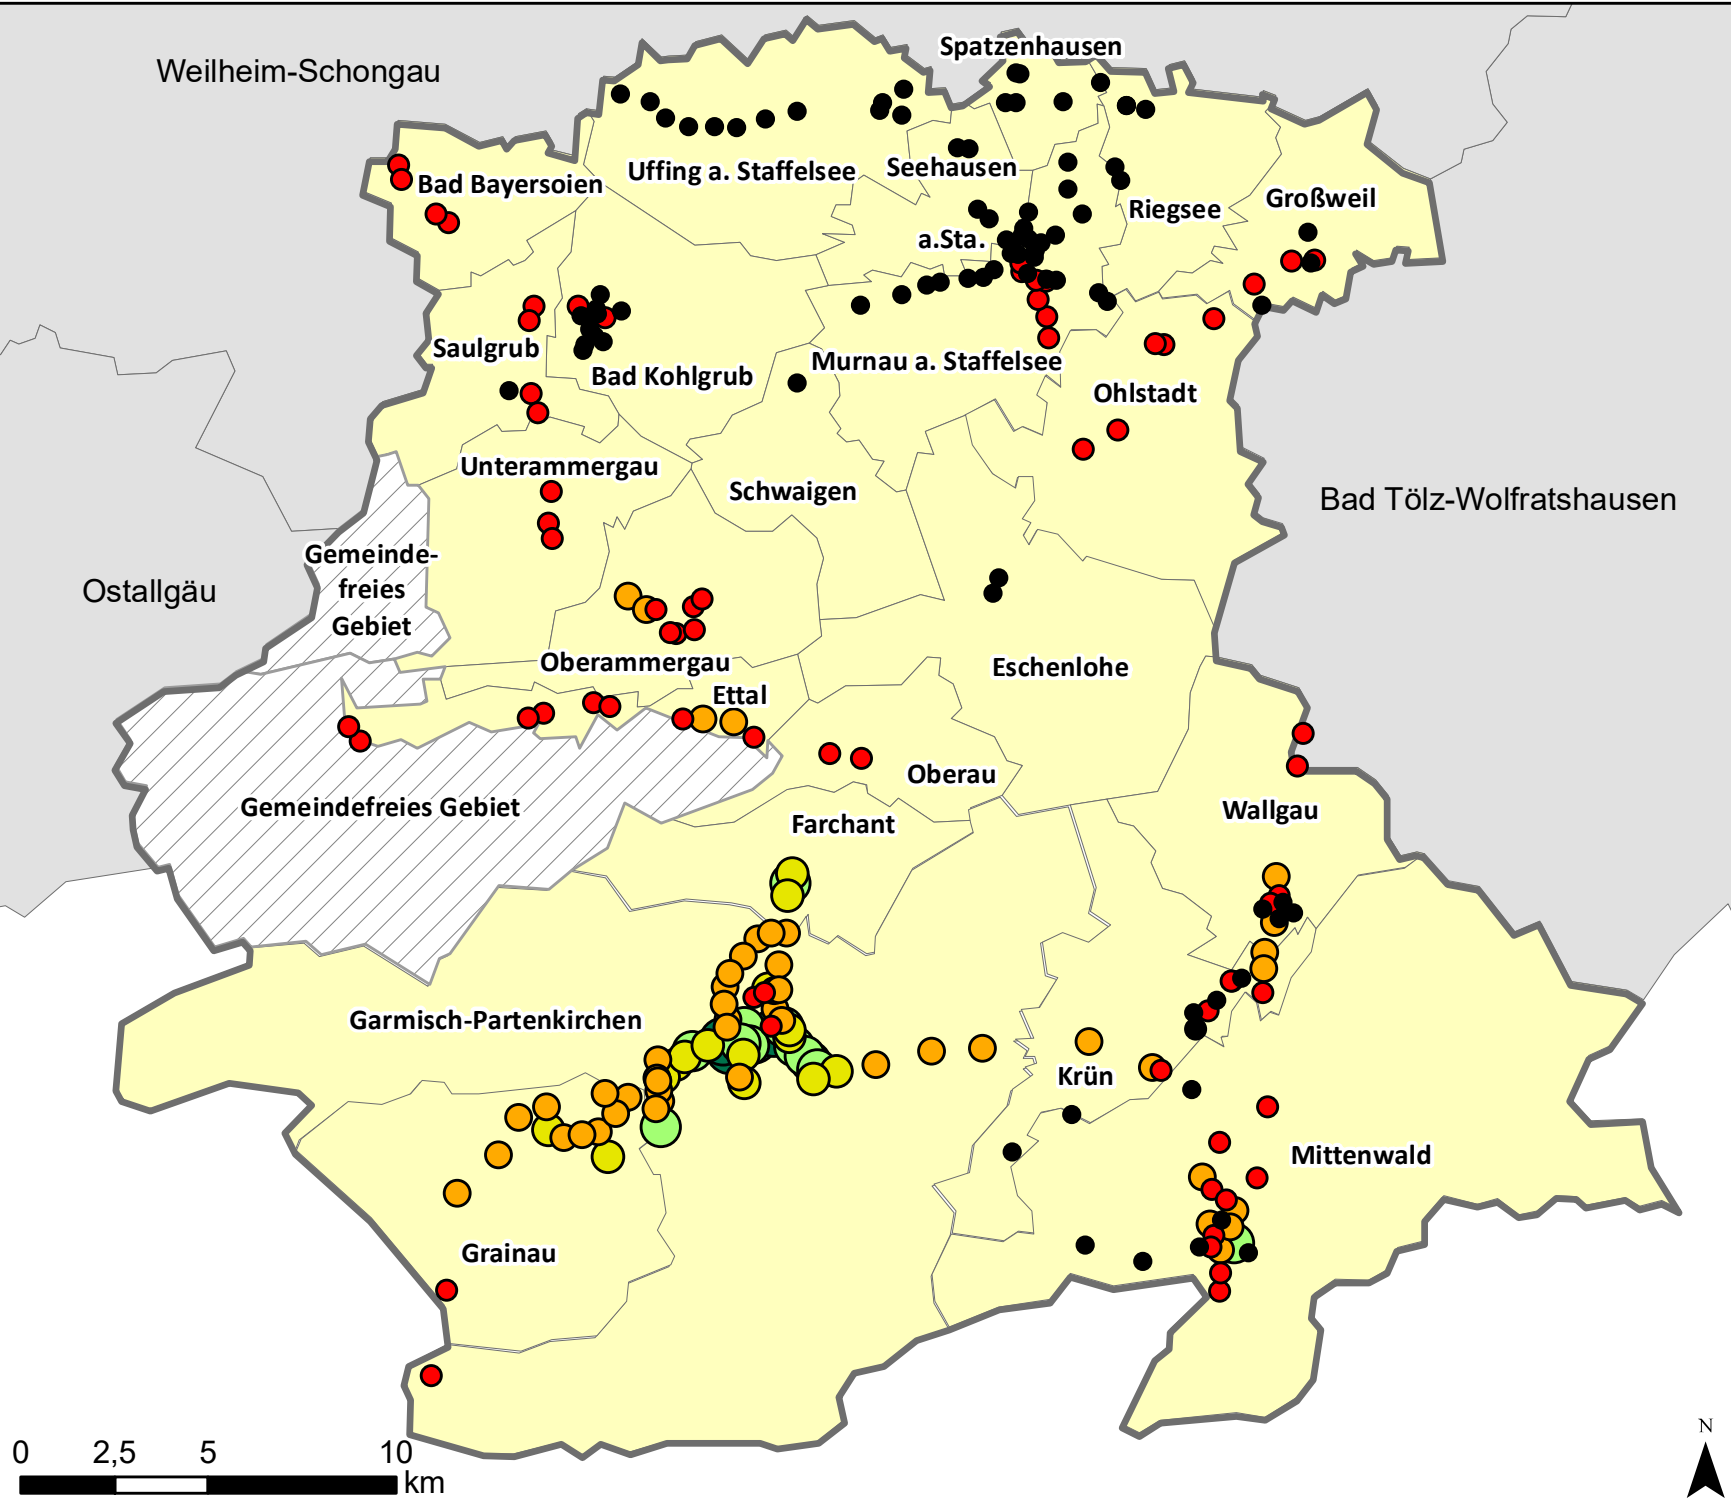 Spatzenhausen
Weilheim-Schongau
Uffing a. Staffelsee
Seehausen
Bad Bayersoien
Großweil
Riegsee
a.Sta.
Saulgrub
Murnau a. Staffelsee
Bad Kohlgrub
Ohlstadt
Unterammergau
Schwaigen
Bad Tölz-Wolfratshausen
Gemeinde-
freies
Gebiet
Ostallgäu
Oberammergau
Eschenlohe
Ettal
Oberau
Gemeindefreies Gebiet
Wallgau
Farchant
Garmisch-Partenkirchen
Krün
Mittenwald
Grainau
N
0 2,5 5 10
km